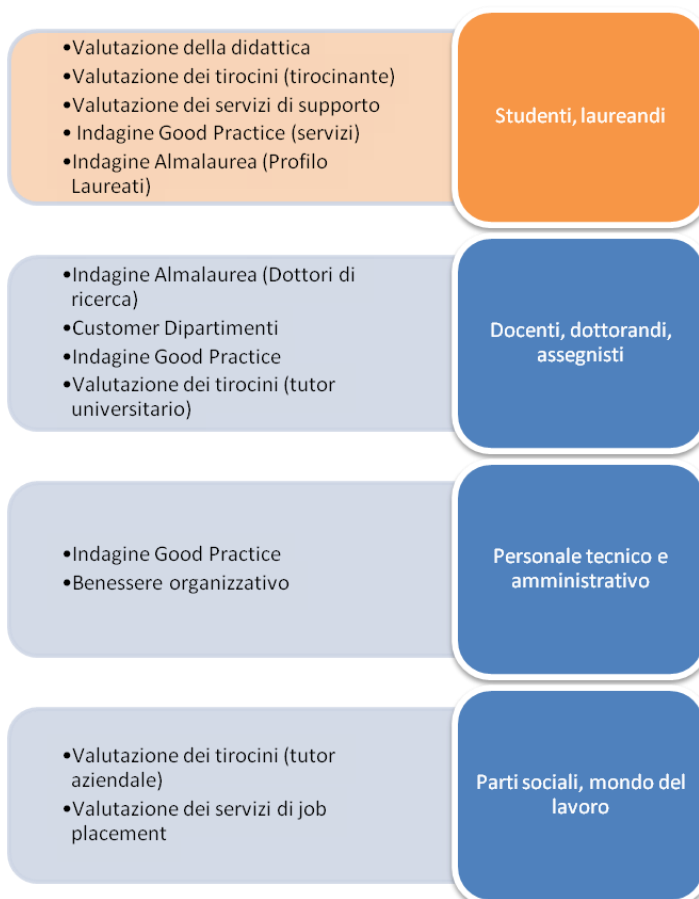 •Valutazione della didattica
•Valutazione dei tirocini (tirocinante)
•Valutazione dei servizi di supporto
• Indagine Good Practice (servizi)
•Indagine Almalaurea (Profilo
Laureati)
Studenti, laureandi
•Indagine Almalaurea (Dottori di
ricerca)
•Customer Dipartimenti
•Indagine Good Practice
•Valutazione dei tirocini (tutor
universitario)
Docenti, dottorandi,
assegnisti
•Indagine Good Practice
•Benessere organizzativo
Personale tecnico e
amministrativo
•Valutazione dei tirocini (tutor
aziendale)
•Valutazione dei servizi di job
placement
Parti sociali, mondo del
lavoro